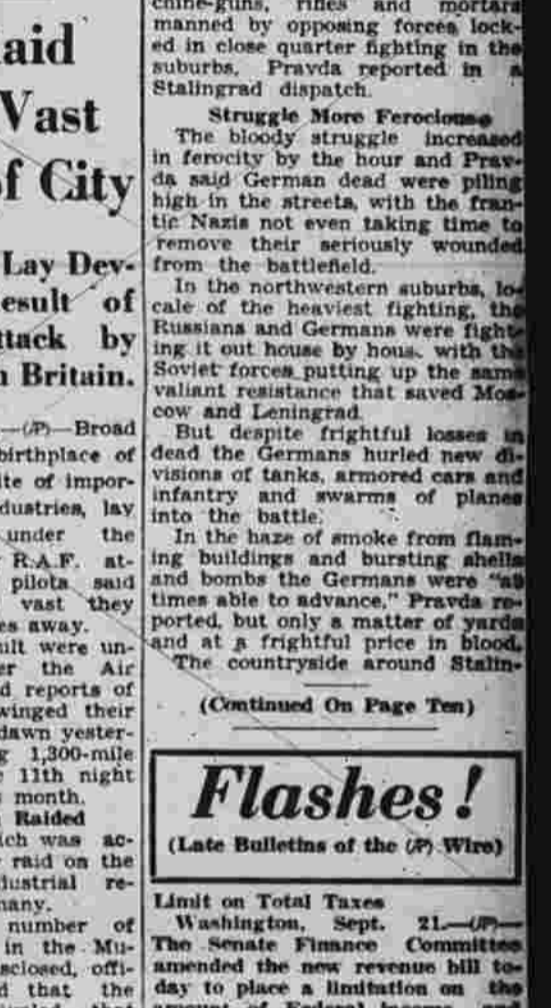 aid
Vast
of City
Lay Dev-
esult of
ttack by
Britain.
—(AP)—Broad
birthplace of
ite of impor-
dustries, lay
under the
R.A.F. at-
pilots said
vast they
es away.
ult were un-
er the Air
d reports of
winged their
dawn yester-
g 1,300-mile
11th night
month.
Raided
ich was ac-
raid on the
dustrial re-
many.
number of
in the Mu-
sclosed, offi-
d that the
chine-guns, rifles and mortars
manned by opposing forces lock-
ed in close quarter fighting in the
suburbs, Pravda reported in a
Stalingrad dispatch.
Struggle More Ferocious
The bloody struggle increased
in ferocity by the hour and Prav-
da said German dead were piling
high in the streets, with the fran-
tic Nazis not even taking time to
remove their seriously wounded
from the battlefield.
In the northwestern suburbs, lo-
cale of the heaviest fighting, the
Russians and Germans were fight-
ing it out house by hous. with the
Soviet forces putting up the same
valiant resistance that saved Mos-
cow and Leningrad.
But despite frightful losses in
dead the Germans hurled new di-
visions of tanks, armored cars and
infantry and swarms of planes
into the battle.
In the haze of smoke from flam-
ing buildings and bursting shells
and bombs the Germans were "at
times able to advance," Pravda re-
ported, but only a matter of yards
and at a frightful price in blood.
The countryside around Stalin-
(Continued On Page Ten)
Flashes!
(Late Bulletins of the (AP) Wire)
Limit on Total Taxes
Washington, Sept. 21.—(AP)—
The Senate Finance Committee
amended the new revenue bill to-
day to place a limitation on the
amount of Federal